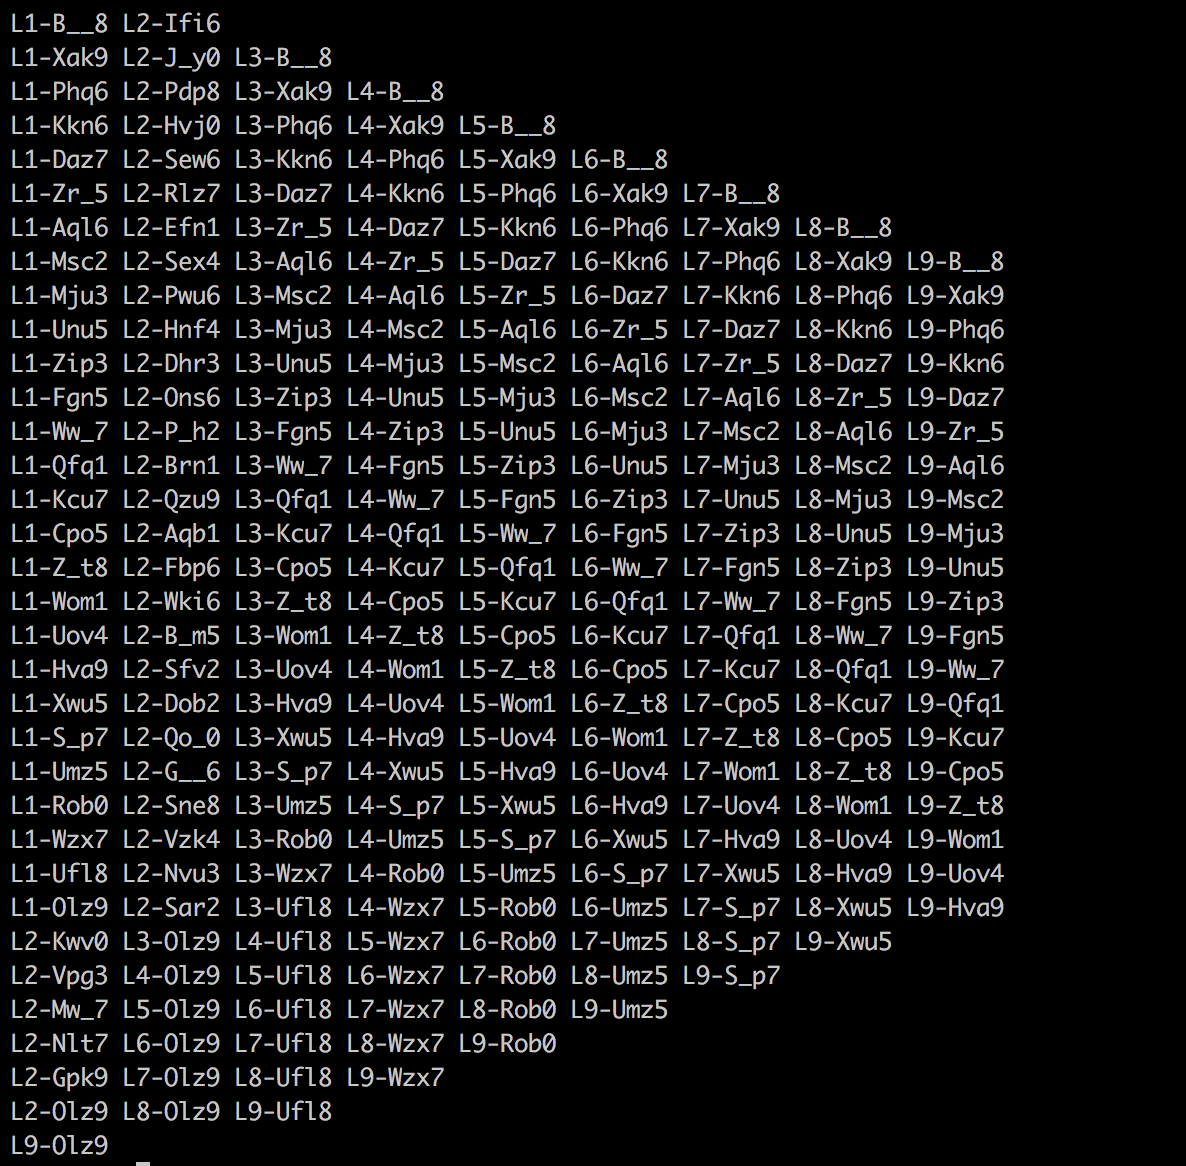 L1-B__8 L2-Ifi6
L1-Xak9 L2-J_y0 L3-B__8
L1-Phq6 L2-Pdp8 L3-Xak9 L4-B__8
L1-Kkn6 L2-Hvj0 L3-Phq6 L4-Xak9 L5-B__8
L1-Daz7 L2-Sew6 L3-Kkn6 L4-Phq6 L5-Xak9 L6-B__8
L1-Zr_5 L2-Rlz7 L3-Daz7 L4-Kkn6 L5-Phq6 L6-Xak9 L7-B__8
L1-Aql6 L2-Efn1 L3-Zr_5 L4-Daz7 L5-Kkn6 L6-Phq6 L7-Xak9 L8-B__8
L1-Msc2 L2-Sex4 L3-Aql6 L4-Zr_5 L5-Daz7 L6-Kkn6 L7-Phq6 L8-Xak9 L9-B__8
L1-Mju3 L2-Pwu6 L3-Msc2 L4-Aql6 L5-Zr_5 L6-Daz7 L7-Kkn6 L8-Phq6 L9-Xak9
L1-Unu5 L2-Hnf4 L3-Mju3 L4-Msc2 L5-Aql6 L6-Zr_5 L7-Daz7 L8-Kkn6 L9-Phq6
L1-Zip3 L2-Dhr3 L3-Unu5 L4-Mju3 L5-Msc2 L6-Aql6 L7-Zr_5 L8-Daz7 L9-Kkn6
L1-Fgn5 L2-Ons6 L3-Zip3 L4-Unu5 L5-Mju3 L6-Msc2 L7-Aql6 L8-Zr_5 L9-Daz7
L1-Ww_7 L2-P_h2 L3-Fgn5 L4-Zip3 L5-Unu5 L6-Mju3 L7-Msc2 L8-Aql6 L9-Zr_5
L1-Qfq1 L2-Brn1 L3-Ww_7 L4-Fgn5 L5-Zip3 L6-Unu5 L7-Mju3 L8-Msc2 L9-Aql6
L1-Kcu7 L2-Qzu9 L3-Qfq1 L4-Ww_7 L5-Fgn5 L6-Zip3 L7-Unu5 L8-Mju3 L9-Msc2
L1-Cpo5 L2-Aqb1 L3-Kcu7 L4-Qfq1 L5-Ww_7 L6-Fgn5 L7-Zip3 L8-Unu5 L9-Mju3
L1-Z_t8 L2-Fbp6 L3-Cpo5 L4-Kcu7 L5-Qfq1 L6-Ww_7 L7-Fgn5 L8-Zip3 L9-Unu5
L1-Wom1 L2-Wki6 L3-Z_t8 L4-Cpo5 L5-Kcu7 L6-Qfq1 L7-Ww_7 L8-Fgn5 L9-Zip3
L1-Uov4 L2-B_m5 L3-Wom1 L4-Z_t8 L5-Cpo5 L6-Kcu7 L7-Qfq1 L8-Ww_7 L9-Fgn5
L1-Hva9 L2-Sfv2 L3-Uov4 L4-Wom1 L5-Z_t8 L6-Cpo5 L7-Kcu7 L8-Qfq1 L9-Ww_7
L1-Xwu5 L2-Dob2 L3-Hva9 L4-Uov4 L5-Wom1 L6-Z_t8 L7-Cpo5 L8-Kcu7 L9-Qfq1
L1-S_p7 L2-Qo_0 L3-Xwu5 L4-Hva9 L5-Uov4 L6-Wom1 L7-Z_t8 L8-Cpo5 L9-Kcu7
L1-Umz5 L2-G__6 L3-S_p7 L4-Xwu5 L5-Hva9 L6-Uov4 L7-Wom1 L8-Z_t8 L9-Cpo5
L1-Rob0 L2-Sne8 L3-Umz5 L4-S_p7 L5-Xwu5 L6-Hva9 L7-Uov4 L8-Wom1 L9-Z_t8
L1-Wzx7 L2-Vzk4 L3-Rob0 L4-Umz5 L5-S_p7 L6-Xwu5 L7-Hva9 L8-Uov4 L9-Wom1
L1-Ufl8 L2-Nvu3 L3-Wzx7 L4-Rob0 L5-Umz5 L6-S_p7 L7-Xwu5 L8-Hva9 L9-Uov4
L1-Olz9 L2-Sar2 L3-Ufl8 L4-Wzx7 L5-Rob0 L6-Umz5 L7-S_p7 L8-Xwu5 L9-Hva9
L2-Kwv0 L3-Olz9 L4-Ufl8 L5-Wzx7 L6-Rob0 L7-Umz5 L8-S_p7 L9-Xwu5
L2-Vpg3 L4-Olz9 L5-Ufl8 L6-Wzx7 L7-Rob0 L8-Umz5 L9-S_p7
L2-Mw_7 L5-Olz9 L6-Ufl8 L7-Wzx7 L8-Rob0 L9-Umz5
L2-Nlt7 L6-Olz9 L7-Ufl8 L8-Wzx7 L9-Rob0
L2-Gpk9 L7-Olz9 L8-Ufl8 L9-Wzx7
L2-Olz9 L8-Olz9 L9-Ufl8
L9-Olz9